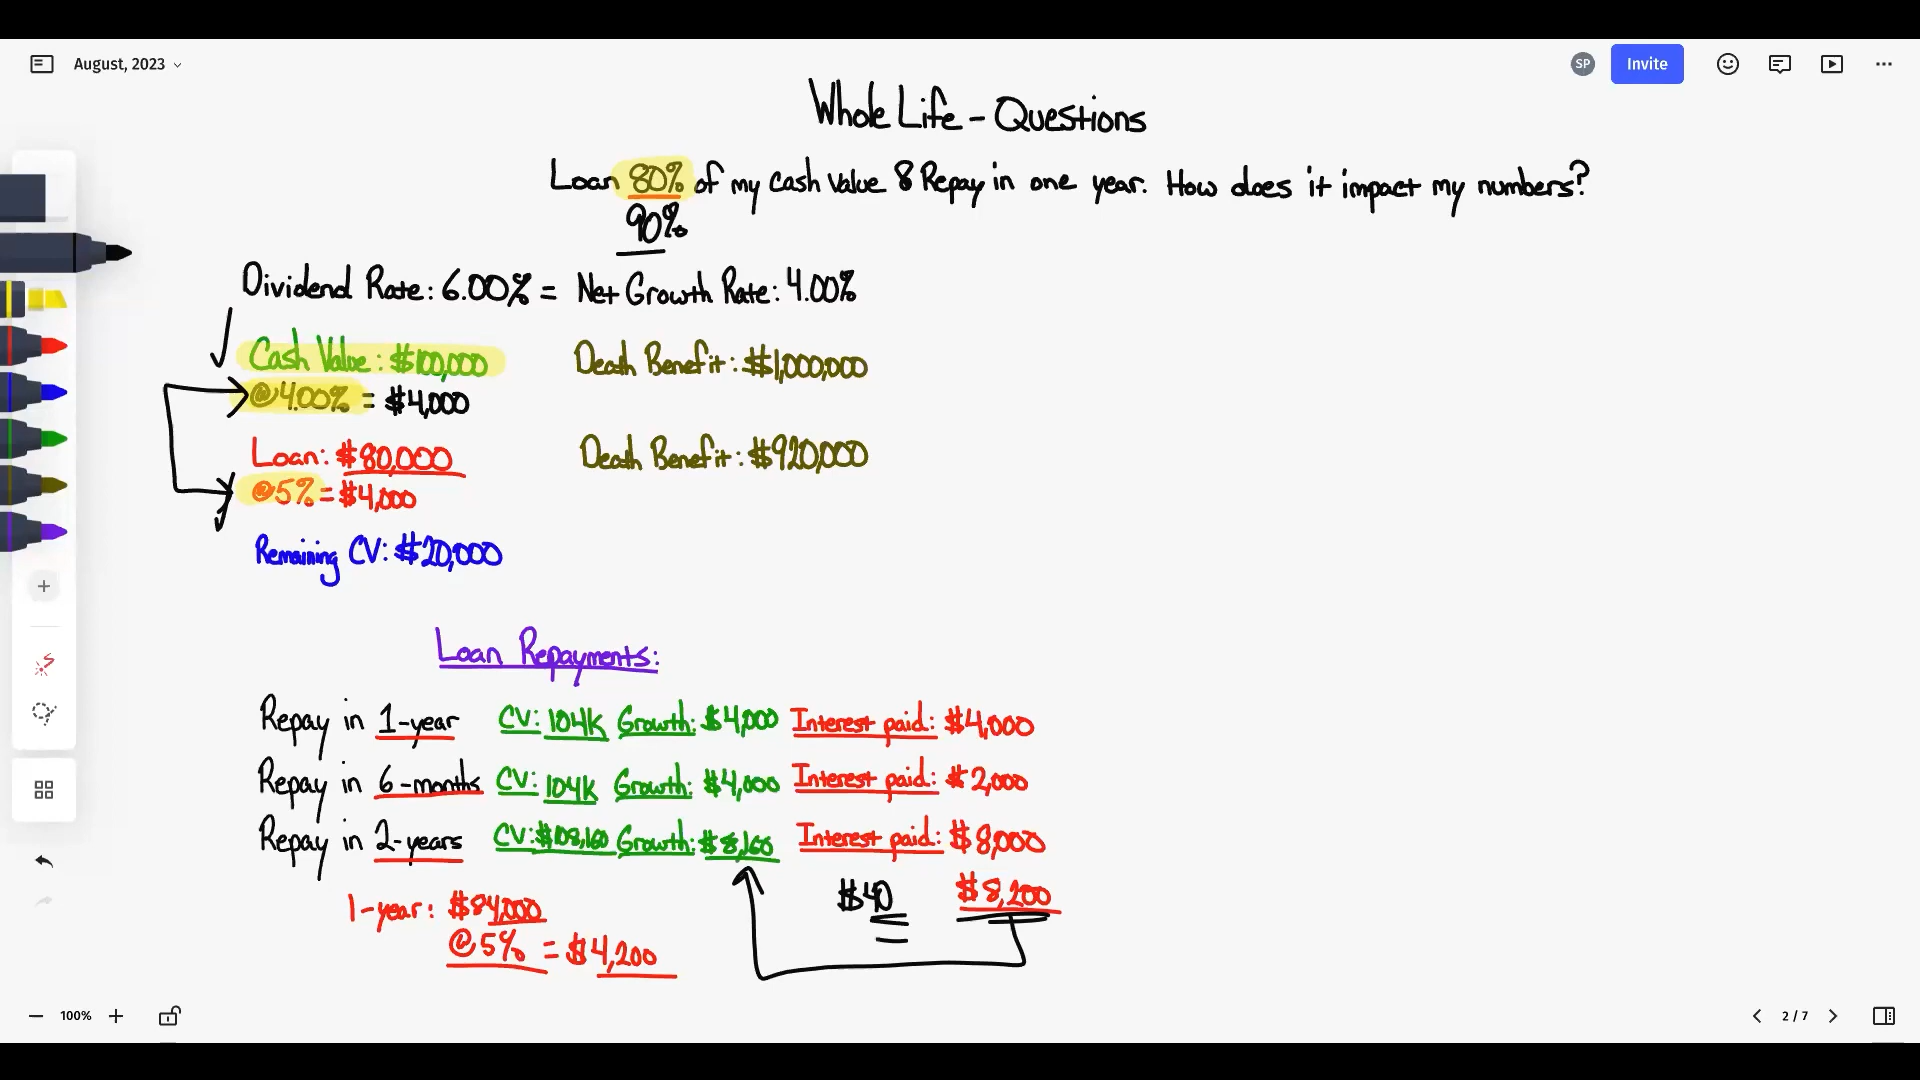 August, 2023
SP
Invite
Whole Life - Questions
Loan 80% of my cash value & Repay in one year. How does it impact my numbers?
90%
Dividend Rate: 6.00% = Net Growth Rate: 4.00%
Cash Value: $100,000 Death Benefit: $1,000,000
@4.00% = $4,000
Loan: $80,000 Death Benefit: $920,000
@5% = $4,000
Remaining CV: $20,000
Loan Repayments:
Repay in 1-year CV: 104K Growth: $4,000 Interest paid: $4,000
Repay in 6-months CV: 104K Growth: $4,000 Interest paid: $2,000
Repay in 2-years CV: $108,160 Growth: $8,160 Interest paid: $8,000
1-year: $84,000 $40 $8,200
@5% = $4,200
100%
2 / 7